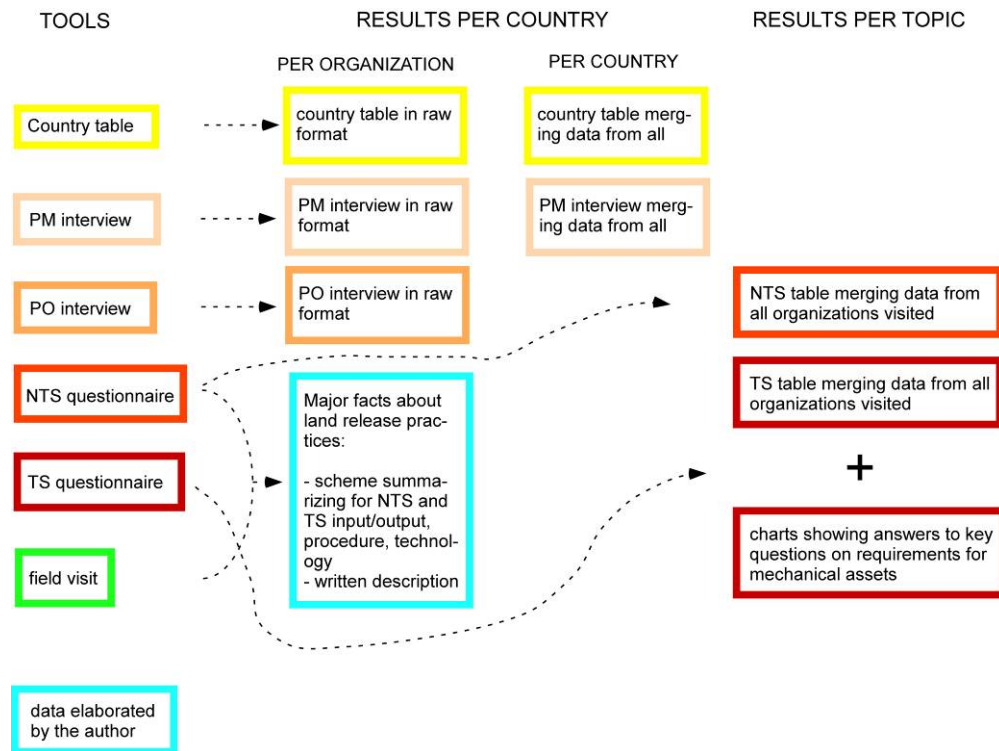 TOOLS
RESULTS PER COUNTRY
RESULTS PER TOPIC
PER ORGANIZATION
PER COUNTRY
Country table
country table in raw
format
country table merg-
ing data from all
PM interview
PM interview in raw
format
PM interview merg-
ing data from all
PO interview
PO interview in raw
format
NTS table merging data from
all organizations visited
NTS questionnaire
Major facts about
land release prac-
tices:
- scheme summa-
rizing for NTS and
TS input/output,
procedure, technol-
ogy
- written description
TS table merging data from all
organizations visited
TS questionnaire
+
charts showing answers to key
questions on requirements for
mechanical assets
field visit
data elaborated
by the author